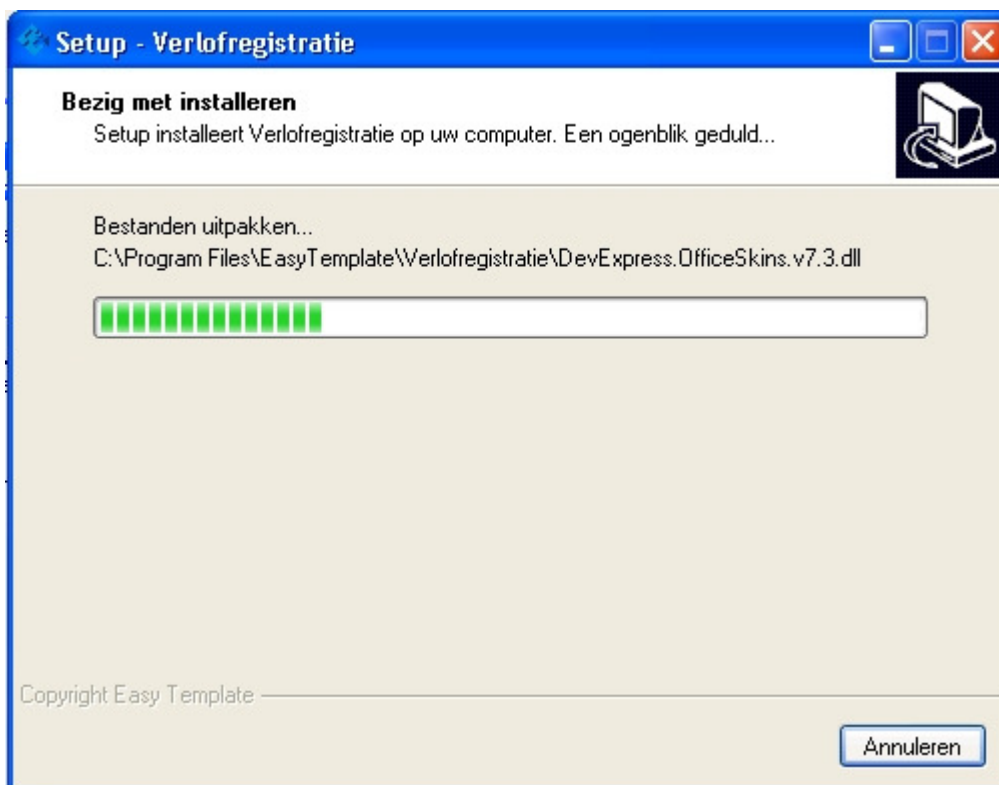 Setup - Verlofregistratie
Bezig met installeren
Setup installeert Verlofregistratie op uw computer. Een ogenblik geduld...
Bestanden uitpakken...
C:\Program Files\EasyTemplate\Verlofregistratie\DevExpress.OfficeSkins.v7.3.dll
Copyright Easy Template
Annuleren